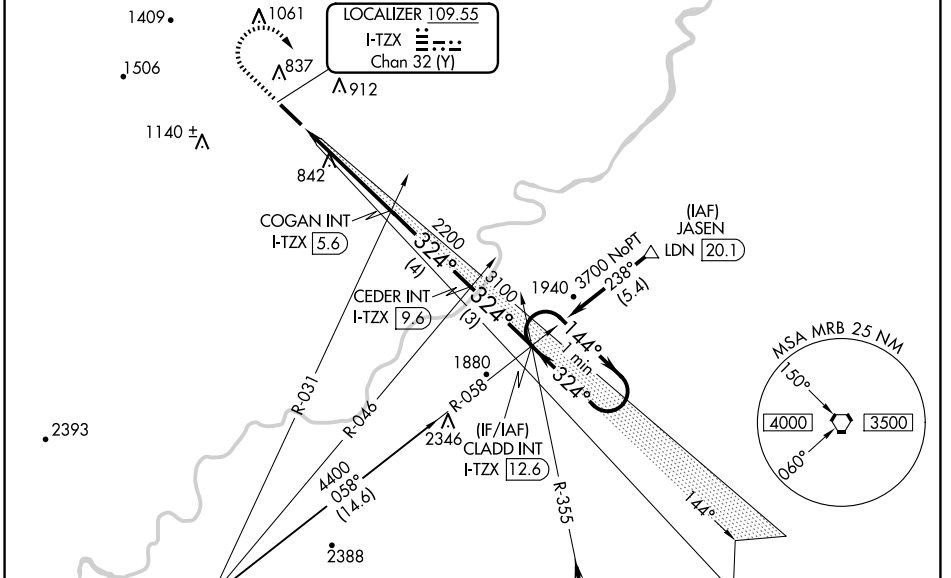 1409
1061
LOCALIZER 109.55
I-TZX
Chan 32 (Y)
837
1506
912
1140 ±
842
COGAN INT
I-TZX 5.6
2200
324°
(4)
(IAF)
JASEN
LDN 20.1
3700 NoPT
238°
(5.4)
1940
3100
CEDER INT
I-TZX 9.6
324°
(3)
144°
1 min
324°
MSA MRB 25 NM
150°
4000
3500
060°
1880
R-031
R-046
R-058
2346
(IF/IAF)
CLADD INT
I-TZX 12.6
2393
4400
058°
(14.6)
R-355
144°
2388